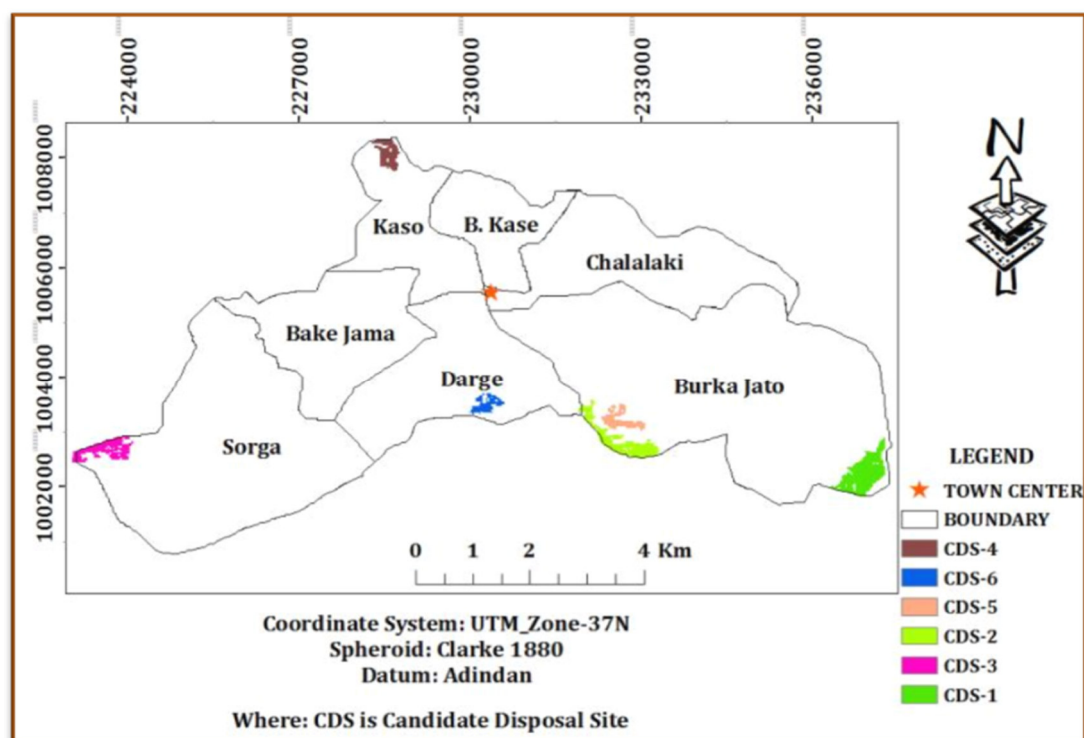 224000
227000
230000
233000
236000
N
1008000
1006000
1004000
1002000
Kaso
B. Kase
Chalalaki
Bake Jama
Darge
Burka Jato
Sorga
0 1 2 4 Km
LEGEND
TOWN CENTER
BOUNDARY
CDS-4
CDS-6
CDS-5
CDS-2
CDS-3
CDS-1
Coordinate System: UTM_Zone-37N
Spheroid: Clarke 1880
Datum: Adindan
Where: CDS is Candidate Disposal Site